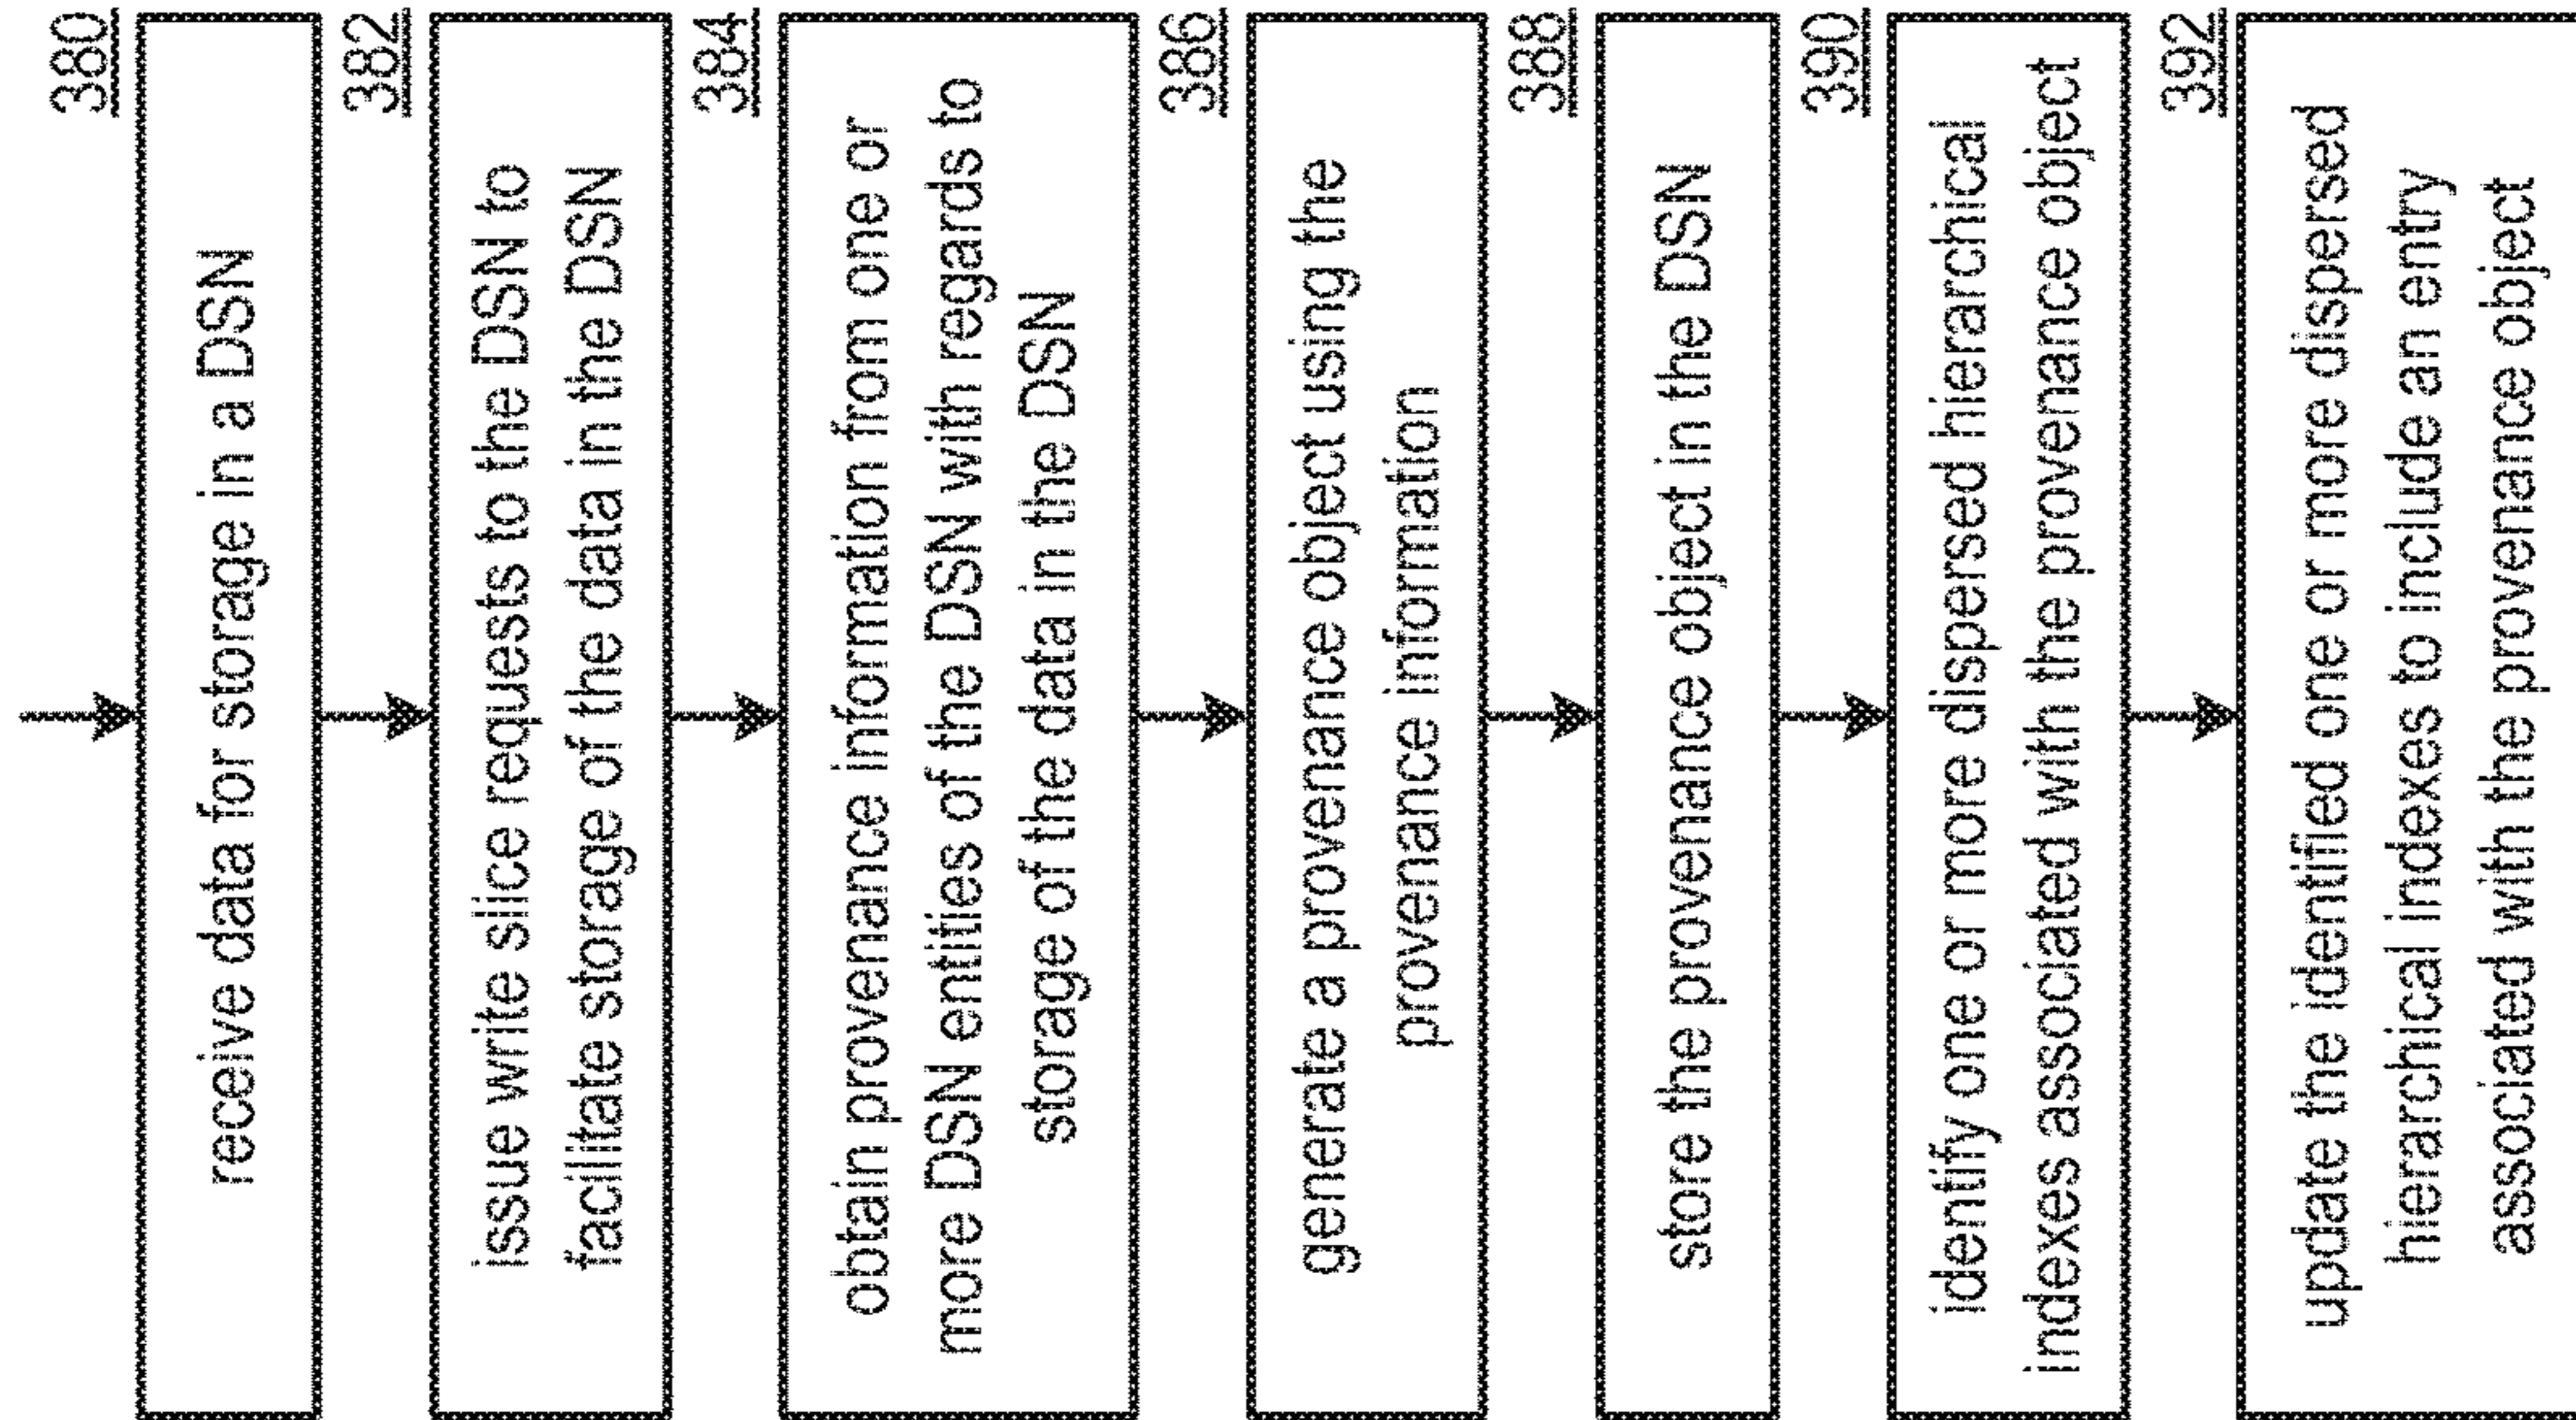 380
receive data for storage in a DSN
382
issue write slice requests to the DSN to
facilitate storage of the data in the DSN
384
obtain provenance information from one or
more DSN entities of the DSN with regards to
storage of the data in the DSN
386
generate a provenance object using the
provenance information
388
store the provenance object in the DSN
390
identify one or more dispersed hierarchical
indexes associated with the provenance object
392
update the identified one or more dispersed
hierarchical indexes to include an entry
associated with the provenance object